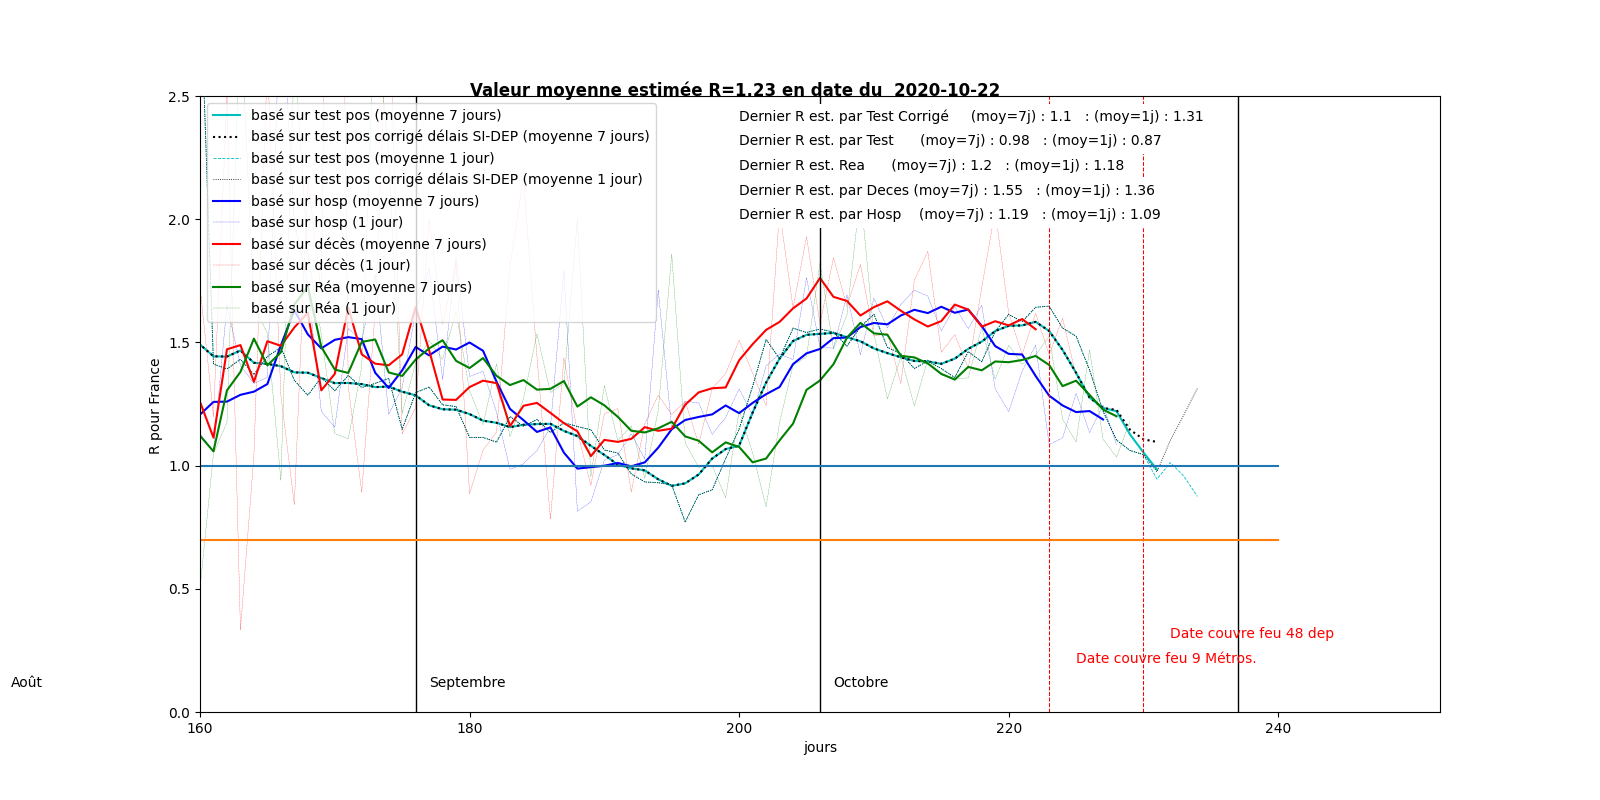 Valeur moyenne estimée R=1.23 en date du  2020-10-22
2.5
2.0
1.5
1.0
0.5
0.0
R pour France
basé sur test pos (moyenne 7 jours)
basé sur test pos corrigé délais SI-DEP (moyenne 7 jours)
basé sur test pos (moyenne 1 jour)
basé sur test pos corrigé délais SI-DEP (moyenne 1 jour)
basé sur hosp (moyenne 7 jours)
basé sur hosp (1 jour)
basé sur décès (moyenne 7 jours)
basé sur décès (1 jour)
basé sur Réa (moyenne 7 jours)
basé sur Réa (1 jour)
Dernier R est. par Test Corrigé     (moy=7j) : 1.1   : (moy=1j) : 1.31
Dernier R est. par Test      (moy=7j) : 0.98   : (moy=1j) : 0.87
Dernier R est. Rea      (moy=7j) : 1.2   : (moy=1j) : 1.18
Dernier R est. par Deces (moy=7j) : 1.55   : (moy=1j) : 1.36
Dernier R est. par Hosp    (moy=7j) : 1.19   : (moy=1j) : 1.09
Date couvre feu 48 dep
Date couvre feu 9 Métros.
Août
Septembre
Octobre
160
180
200
220
240
jours